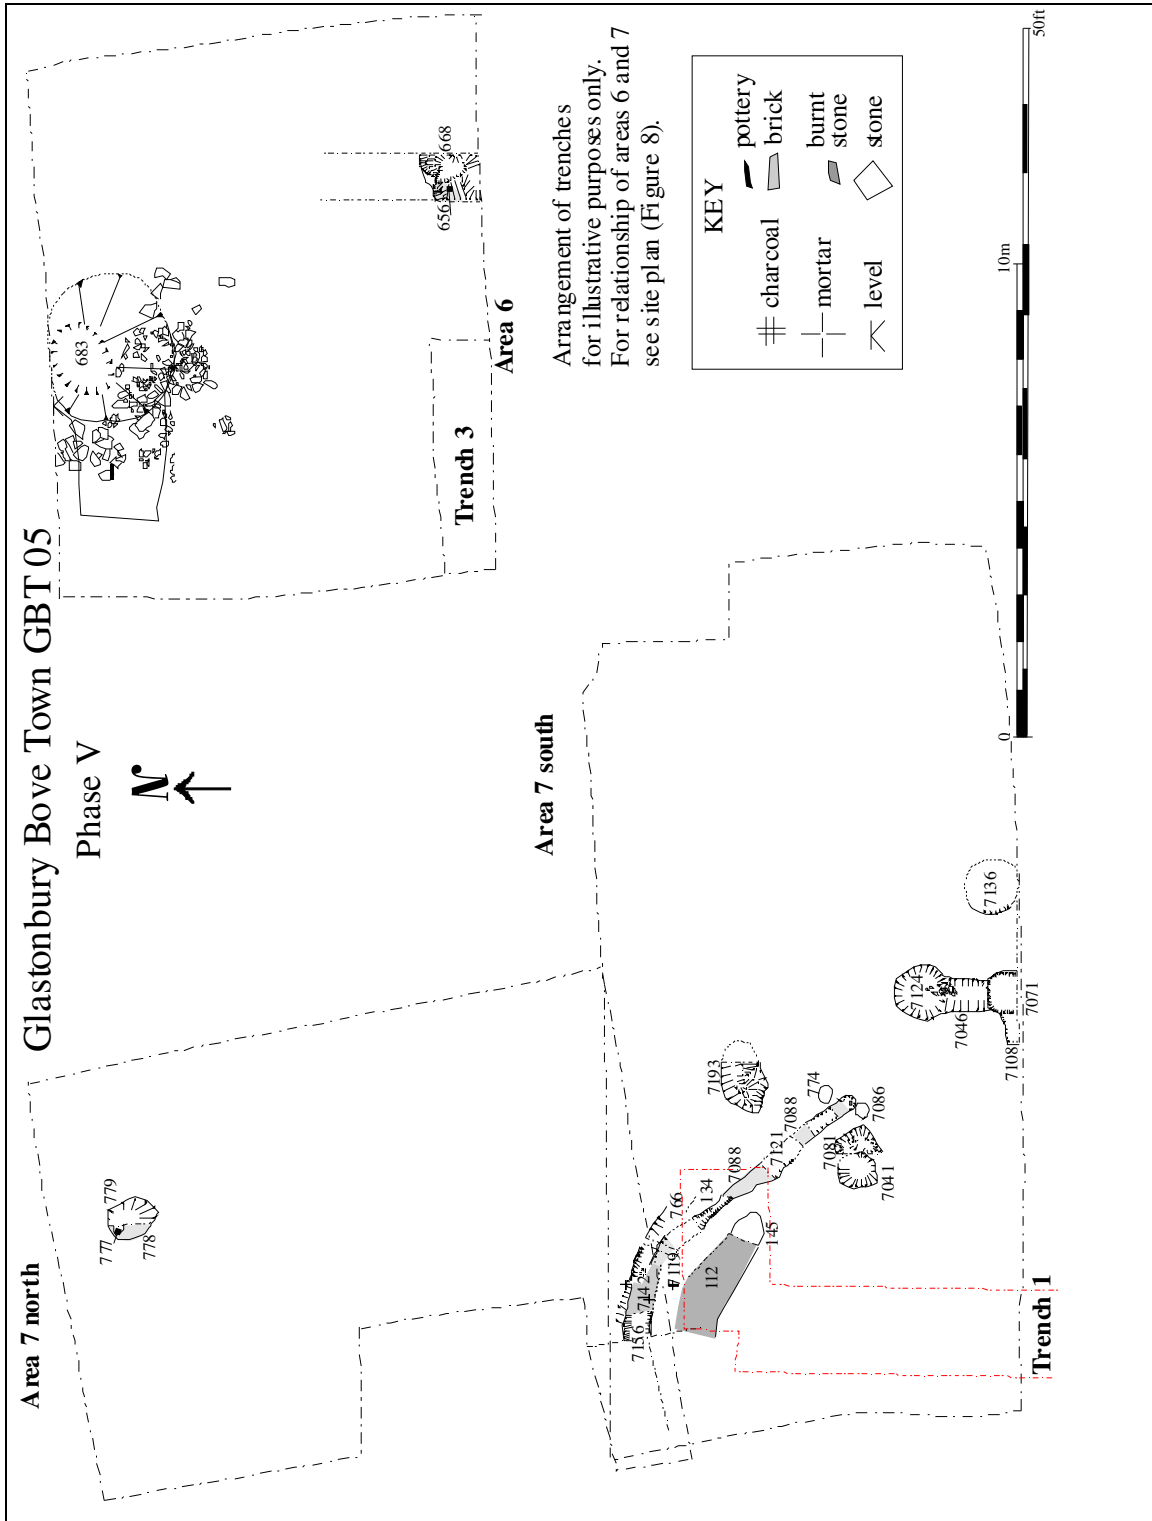 Glastonbury Bove Town GBT 05
Phase V
N
Area 7 north
777
779
778
683
656
668
Trench 3
Area 6
Arrangement of trenches
for illustrative purposes only.
For relationship of areas 6 and 7
see site plan (Figure 8).
KEY
charcoal
mortar
level
pottery
brick
burnt
stone
stone
Area 7 south
7156
7142
7119
766
134
7088
7121
7088
112
145
7193
774
7086
7081
7041
7124
7046
7071
7108
7136
Trench 1
0
10m
50ft